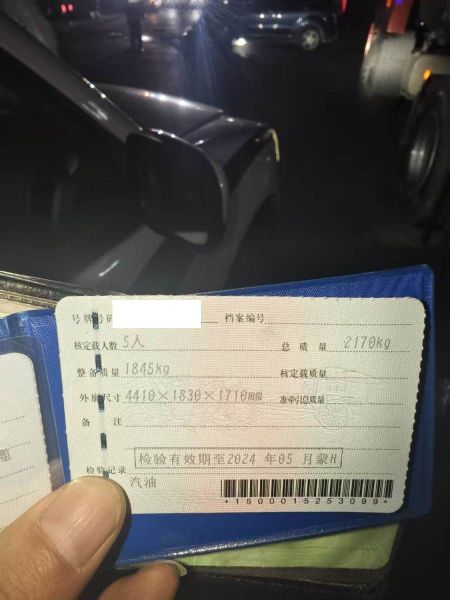 号牌号码 档案编号
核定载人数 5人 总质量 2170kg
整备质量 1845kg 核定载质量
外廓尺寸 4410×1830×1710mm 准牵引总质量
备注
检验有效期至2024 年05 月蒙H
检验记录
汽油
*1500015253099*